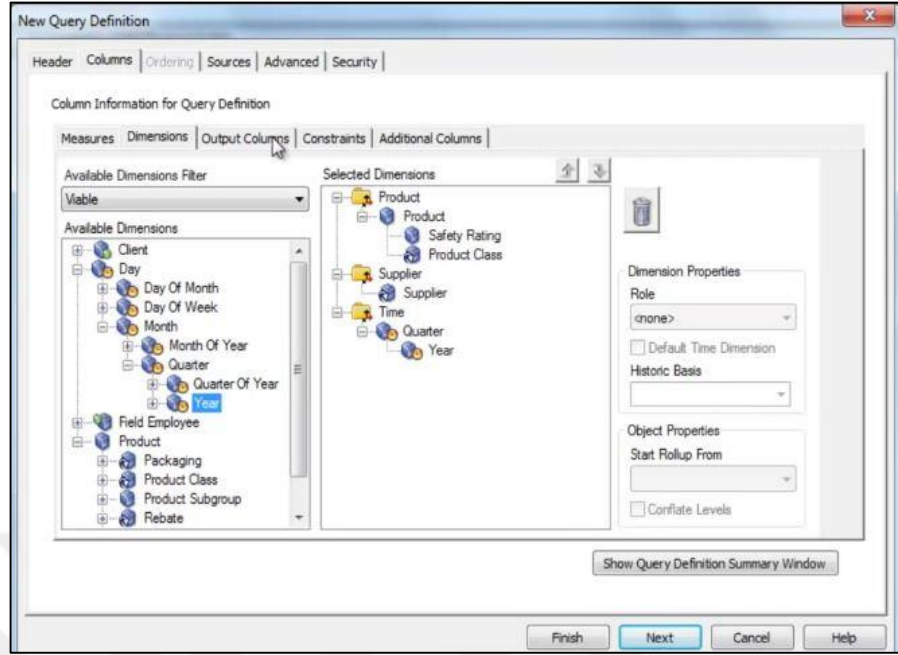 New Query Definition
Header Columns Ordering Sources Advanced Security
Column Information for Query Definition
Measures Dimensions Output Columns Constraints Additional Columns
Available Dimensions Filter
Viable
Available Dimensions
Client
Day
Day Of Month
Day Of Week
Month
Month Of Year
Quarter
Quarter Of Year
Year
Field Employee
Product
Packaging
Product Class
Product Subgroup
Rebate
Selected Dimensions
Product
Product
Safety Rating
Product Class
Supplier
Supplier
Time
Quarter
Year
Dimension Properties
Role
<none>
Default Time Dimension
Historic Basis
Object Properties
Start Rollup From
Conflate Levels
Show Query Definition Summary Window
Finish Next Cancel Help